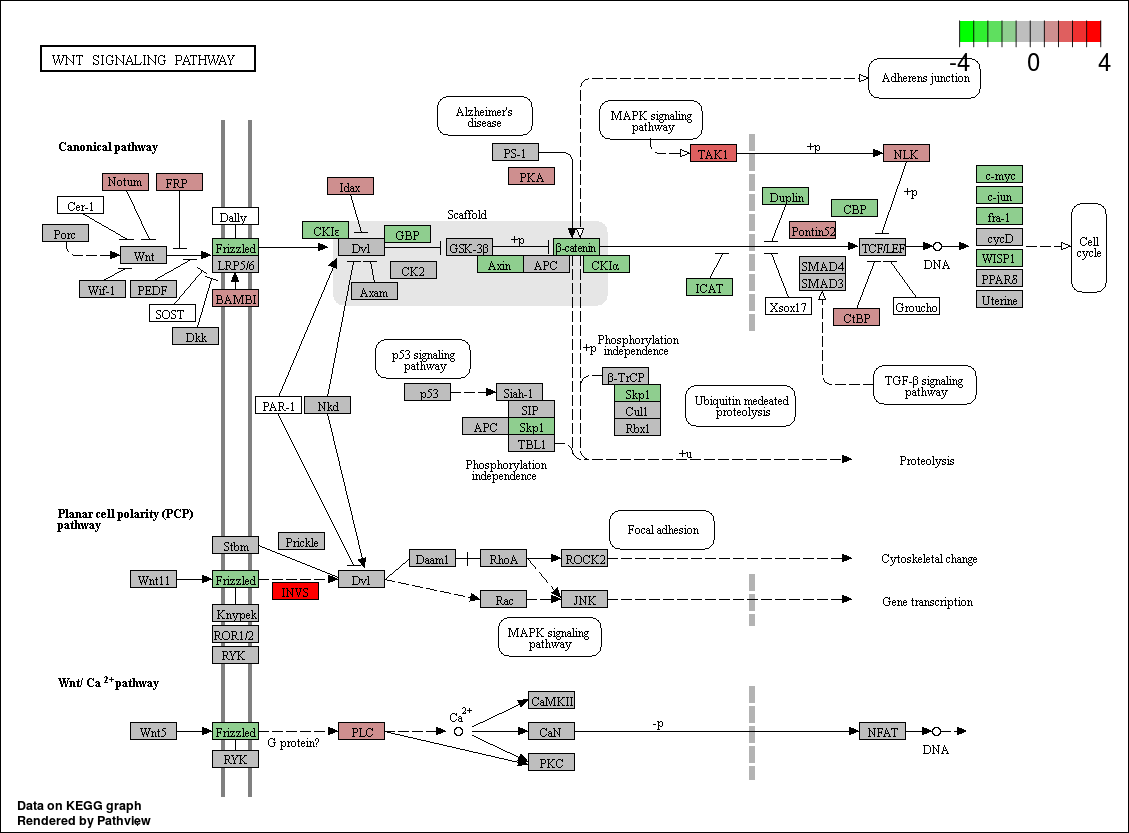 -4 0 4
WNT SIGNALING PATHWAY
Adherens junction
Alzheimer's
disease
MAPK signaling
pathway
Canonical pathway
PS-1
TAK1
+p
NLK
PKA
Notum
FRP
Idax
c-myc
Cer-1
Duplin
+p
c-jun
Porc
Dally
Scaffold
CBP
fra-1
CKIε
GBP
Pontin52
cycD
Wnt
Frizzled
Dvl
GSK-3β
+p
β-catenin
TCF/LEF
DNA
Cell
cycle
LRP5/6
CK2
Axin
APC
CKIα
SMAD4
SMAD3
WISP1
PPARδ
Uterine
Wif-1
PEDF
BAMBI
Axam
ICAT
SOST
Xsox17
Groucho
Dkk
CtBP
p53 signaling
pathway
+p
Phosphorylation
independence
TGF-β signaling
pathway
β-TrCP
Skp1
Cul1
Rbx1
Ubiquitin medeated
proteolysis
p53
Siah-1
PAR-1
Nkd
SIP
APC
Skp1
TBL1
+u
Proteolysis
Phosphorylation
independence
Planar cell polarity (PCP)
pathway
Focal adhesion
Stbm
Prickle
Daam1
RhoA
ROCK2
Cytoskeletal change
Wnt11
Frizzled
INVS
Dvl
Rac
JNK
Gene transcription
Knypek
ROR1/2
RYK
MAPK signaling
pathway
Wnt/ Ca 2+ pathway
CaMKII
Ca2+
Wnt5
Frizzled
G protein?
PLC
CaN
-p
NFAT
DNA
RYK
PKC
Data on KEGG graph
Rendered by Pathview